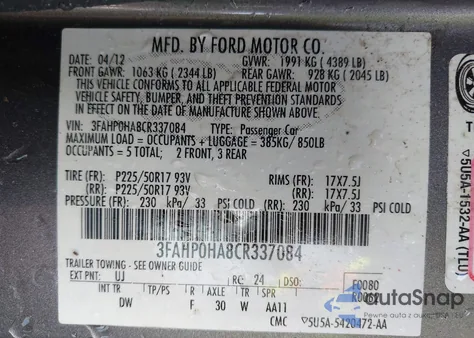 MFD. BY FORD MOTOR CO.
DATE: 04/12 GVWR: 1991 KG (4389 LB)
FRONT GAWR: 1063 KG (2344 LB) REAR GAWR: 928 KG (2045 LB)
THIS VEHICLE CONFORMS TO ALL APPLICABLE FEDERAL MOTOR
VEHICLE SAFETY, BUMPER, AND THEFT PREVENTION STANDARDS
IN EFFECT ON THE DATE OF MANUFACTURE SHOWN ABOVE.
VIN: 3FAHP0HA8CR337084 TYPE: Passenger Car
MAXIMUM LOAD = OCCUPANTS + LUGGAGE = 385KG/ 850LB
OCCUPANTS = 5 TOTAL: 2 FRONT, 3 REAR
TIRE (FR): P225/50R17 93V RIMS (FR): 17X7.5J
(RR): P225/50R17 93V (RR): 17X7.5J
PRESSURE (FR): 230 kPa/ 33 PSI COLD (RR): 230 kPa/ 33 PSI COLD
3FAHP0HA8CR337084
TRAILER TOWING - SEE OWNER GUIDE
EXT PNT: UJ RC: 24 DSO: F0080
INT TR TP/PS R AXLE TR SPR
DW F 30 W AA11
CMC ▽5U5A-5420472-AA
T
▽5U5A-1532-AA (TLU)
autoSnap